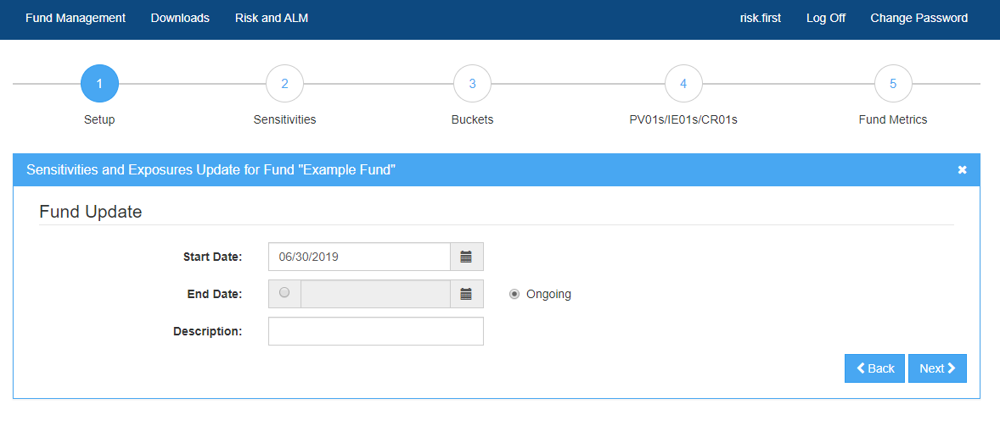 Fund Management Downloads Risk and ALM risk.first Log Off Change Password
1 2 3 4 5
Setup Sensitivities Buckets PV01s/IE01s/CR01s Fund Metrics
Sensitivities and Exposures Update for Fund "Example Fund"
Fund Update
Start Date: 06/30/2019
End Date: Ongoing
Description:
Back Next